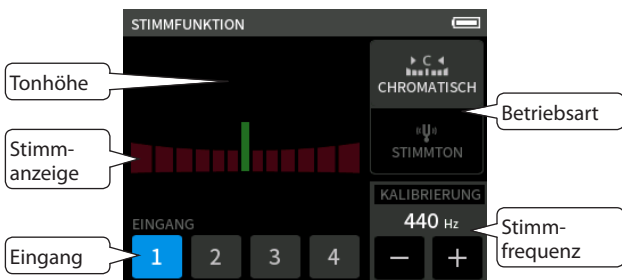 STIMMFUNKTION
Tonhöhe
C
CHROMATISCH
Betriebsart
Stimm-
anzeige
STIMMTON
KALIBRIERUNG
440 Hz
Stimm-
frequenz
EINGANG
Eingang
1 2 3 4 − +